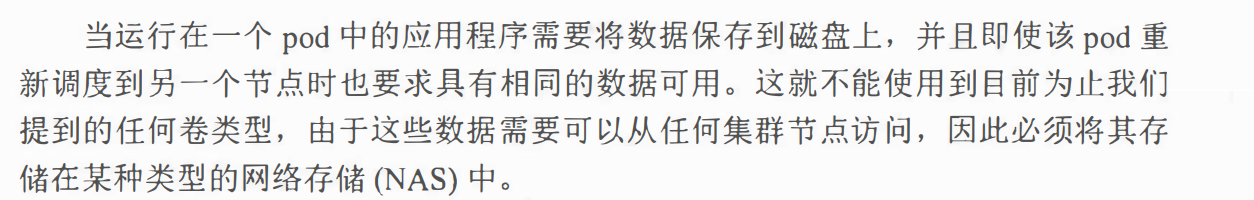 当运行在一个 pod 中的应用程序需要将数据保存到磁盘上，并且即使该 pod 重
新调度到另一个节点时也要求具有相同的数据可用。这就不能使用到目前为止我们
提到的任何卷类型，由于这些数据需要可以从任何集群节点访问，因此必须将其存
储在某种类型的网络存储 (NAS) 中。